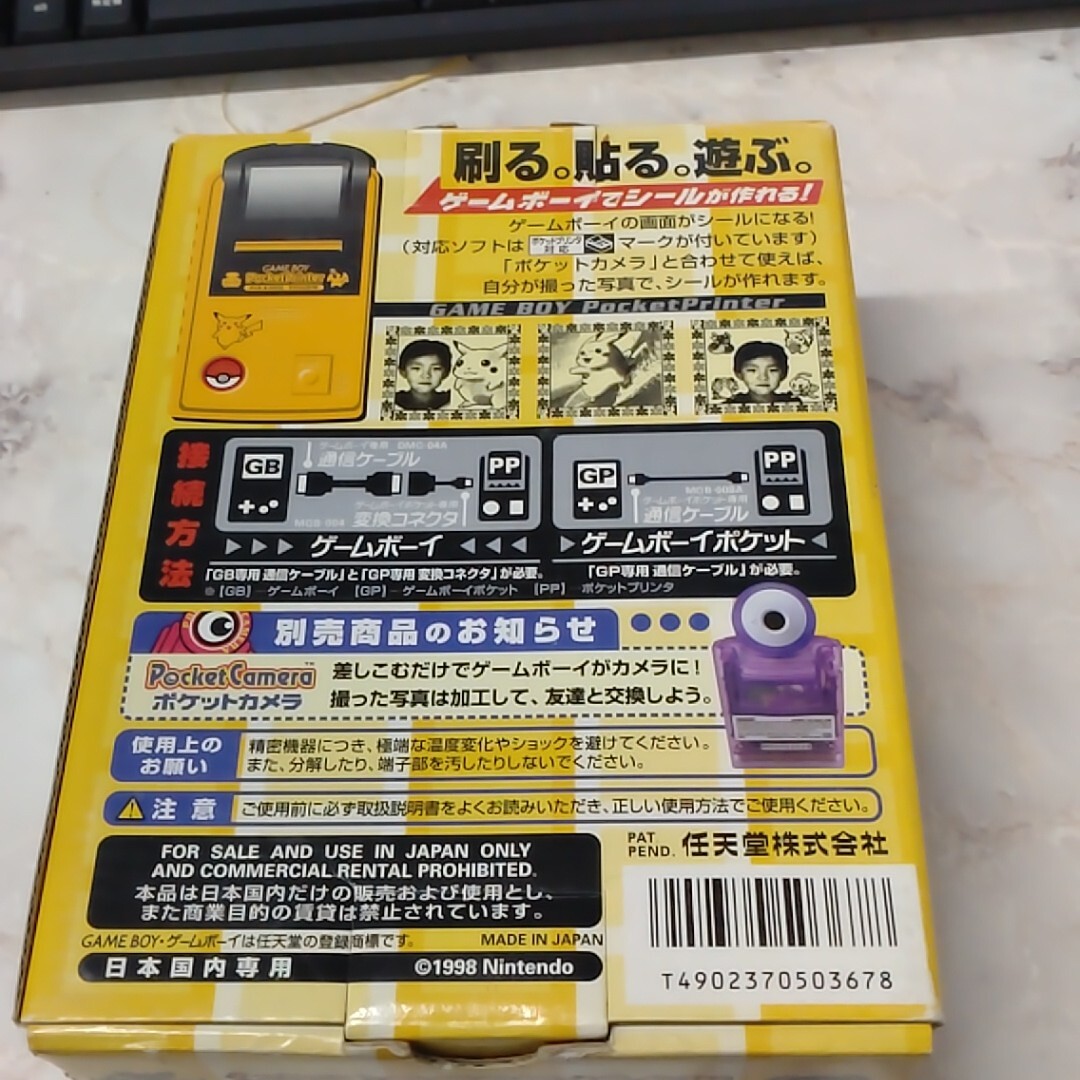 刷る。貼る。遊ぶ。
ゲームボーイでシールが作れる!
ゲームボーイの画面がシールになる!
(対応ソフトは ポケットプリンタ対応 マークが付いています)
「ポケットカメラ」と合わせて使えば、
自分が撮った写真で、シールが作れます。
GAME BOY PocketPrinter
GAME BOY
PocketPrinter
接続方法
GB
ゲームボーイ専用 DMG-04A
通信ケーブル
PP
MGB-004
変換コネクタ
ゲームボーイポケット専用
▶▶▶ ゲームボーイ ◀◀◀
「GB専用 通信ケーブル」と「GP専用 変換コネクタ」が必要。
GP
PP
ゲームボーイポケット専用
通信ケーブル
▶ ゲームボーイポケット ◀
「GP専用 通信ケーブル」が必要。
※【GB】…ゲームボーイ 【GP】…ゲームボーイポケット 【PP】…ポケットプリンタ
別売商品のお知らせ
PocketCamera™
ポケットカメラ
差しこむだけでゲームボーイがカメラに!
撮った写真は加工して、友達と交換しよう。
使用上の
お願い
精密機器につき、極端な温度変化やショックを避けてください。
また、分解したり、端子部を汚したりしないでください。
注意
ご使用前に必ず取扱説明書をよくお読みいただき、正しい使用方法でご使用ください。
FOR SALE AND USE IN JAPAN ONLY
AND COMMERCIAL RENTAL PROHIBITED.
本品は日本国内だけの販売および使用とし、
また商業目的の賃貸は禁止されています。
GAME BOY・ゲームボーイは任天堂の登録商標です。
MADE IN JAPAN
日本国内専用
©1998 Nintendo
PAT.
PEND.
任天堂株式会社
T4902370503678